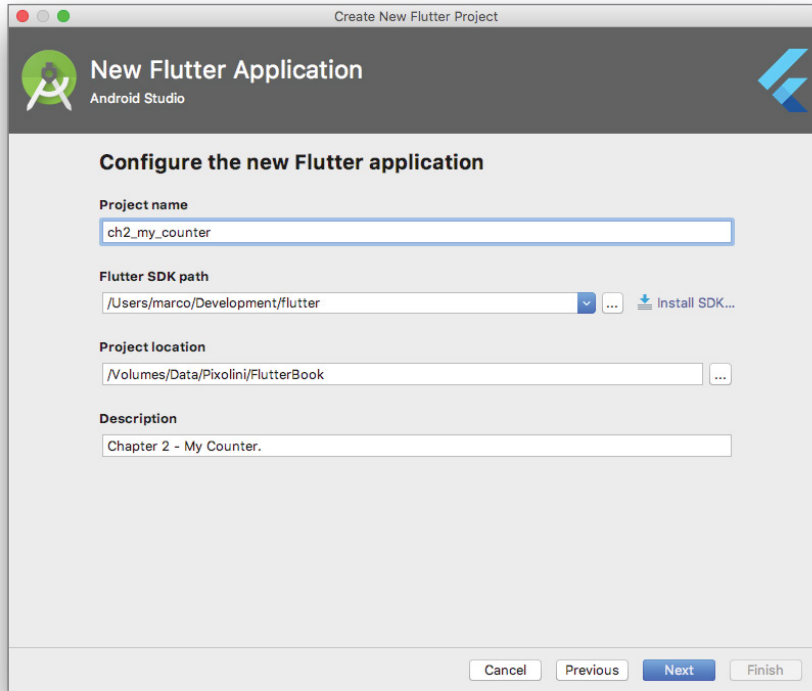 Create New Flutter Project
New Flutter Application
Android Studio
Configure the new Flutter application
Project name
ch2_my_counter
Flutter SDK path
/Users/marco/Development/flutter
...
Install SDK...
Project location
/Volumes/Data/Pixolini/FlutterBook
...
Description
Chapter 2 - My Counter.
Cancel
Previous
Next
Finish